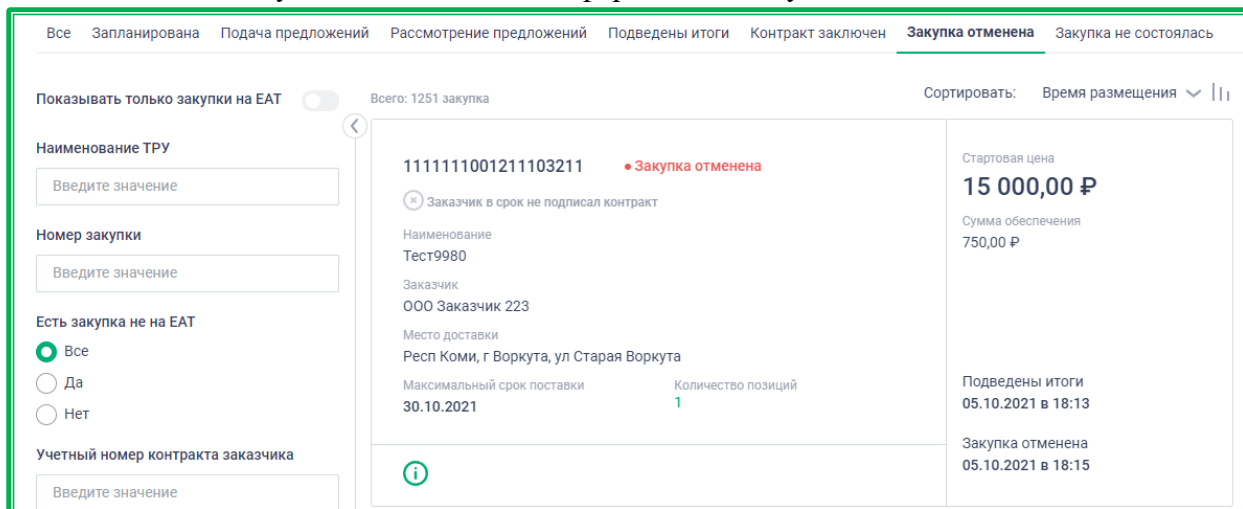 Все Запланирована Подача предложений Рассмотрение предложений Подведены итоги Контракт заключен Закупка отменена Закупка не состоялась
Показывать только закупки на ЕАТ
Всего: 1251 закупка
Сортировать: Время размещения
Наименование ТРУ
Введите значение
Номер закупки
Введите значение
Есть закупка не на ЕАТ
Все
Да
Нет
Учетный номер контракта заказчика
Введите значение
1111111001211103211 • Закупка отменена
Заказчик в срок не подписал контракт
Наименование
Тест9980
Заказчик
ООО Заказчик 223
Место доставки
Респ Коми, г Воркута, ул Старая Воркута
Максимальный срок поставки Количество позиций
30.10.2021 1
Стартовая цена
15 000,00 ₽
Сумма обеспечения
750,00 ₽
Подведены итоги
05.10.2021 в 18:13
Закупка отменена
05.10.2021 в 18:15